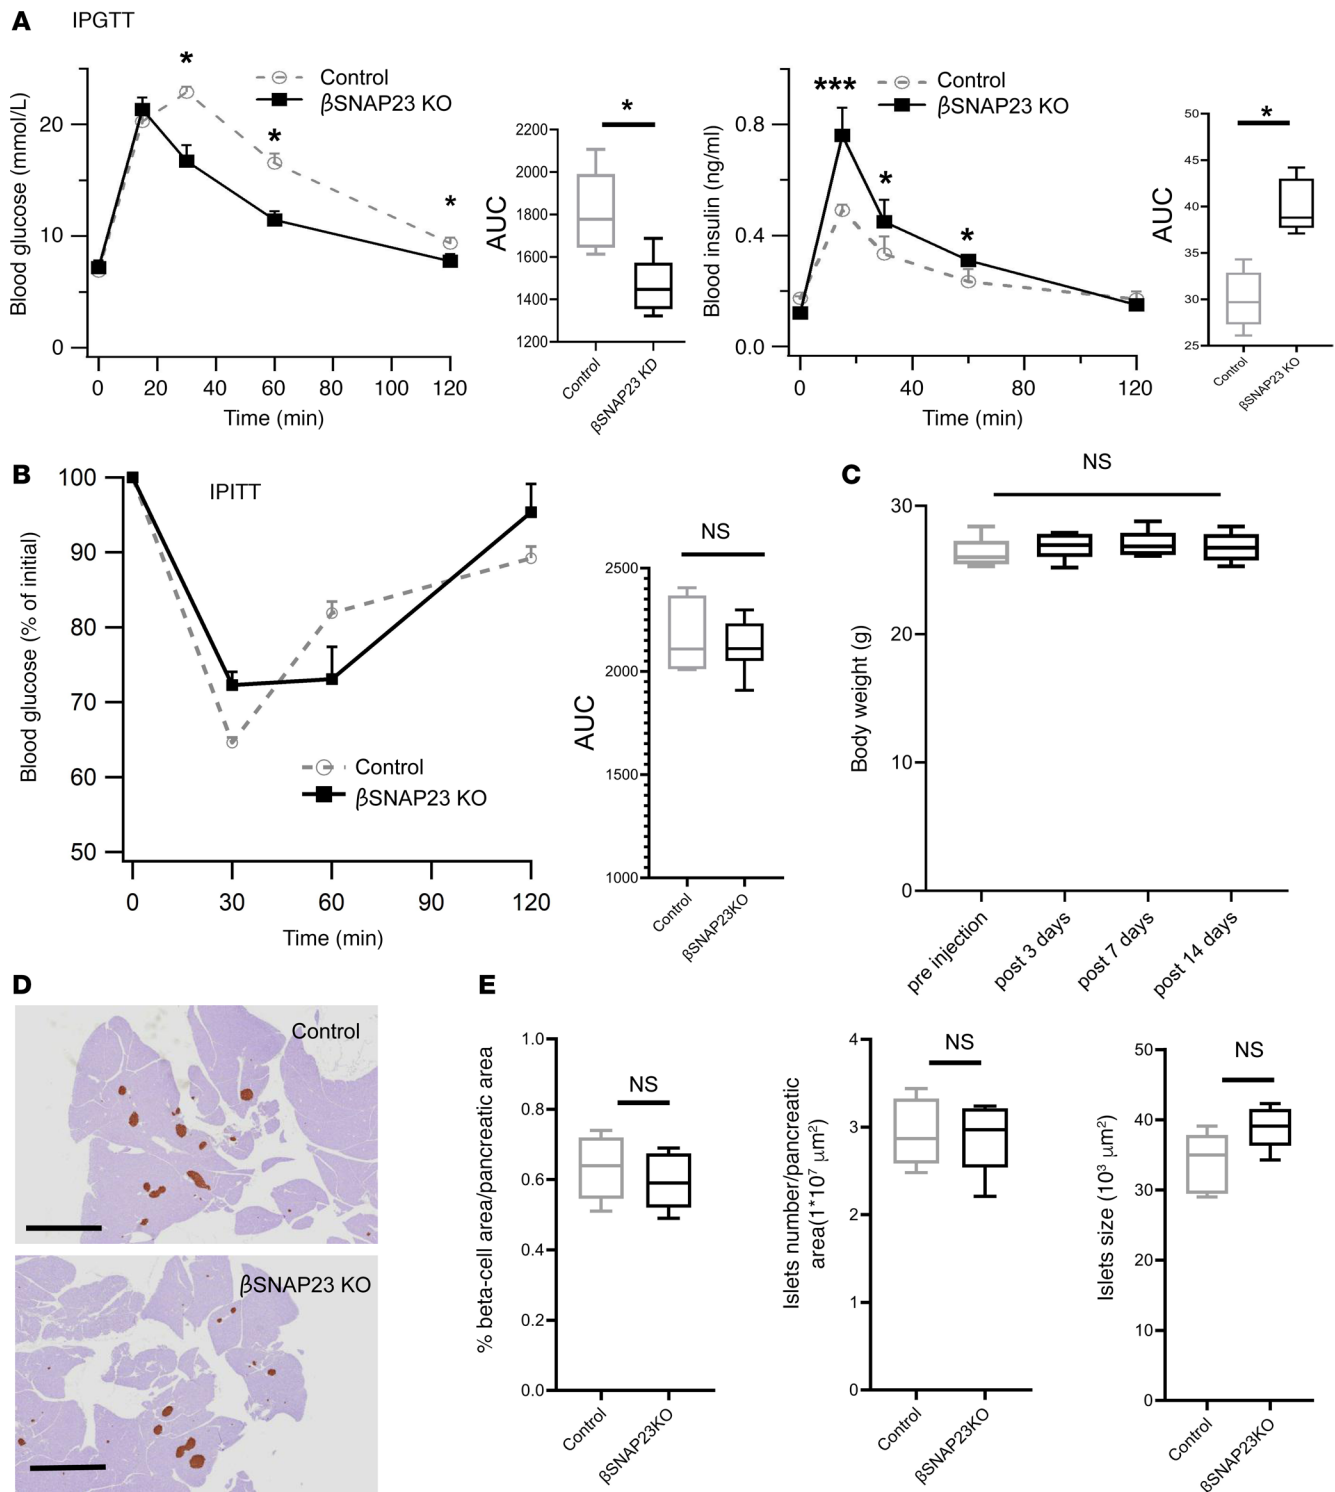 A
IPGTT
Blood glucose (mmol/L)
20
10
0
0
20
40
60
80
100
120
Time (min)
*
*
*
Control
βSNAP23 KO
AUC
2200
2000
1800
1600
1400
1200
*
Control
βSNAP23 KD
Blood insulin (ng/ml)
0.8
0.4
0.0
0
40
80
120
Time (min)
***
*
*
Control
βSNAP23 KO
AUC
50
45
40
35
30
25
*
Control
βSNAP23 KO
B
IPITT
Blood glucose (% of initial)
100
90
80
70
60
50
0
30
60
90
120
Time (min)
Control
βSNAP23 KO
NS
AUC
2500
2000
1500
1000
Control
βSNAP23KO
C
NS
Body weight (g)
30
20
10
0
pre injection
post 3 days
post 7 days
post 14 days
D
Control
βSNAP23 KO
E
% beta-cell area/pancreatic area
1.0
0.8
0.6
0.4
0.2
0.0
NS
Control
βSNAP23KO
Islets number/pancreatic
area(1*10⁷ μm²)
4
3
2
1
0
NS
Control
βSNAP23KO
Islets size (10³ μm²)
50
40
30
20
10
0
NS
Control
βSNAP23KO